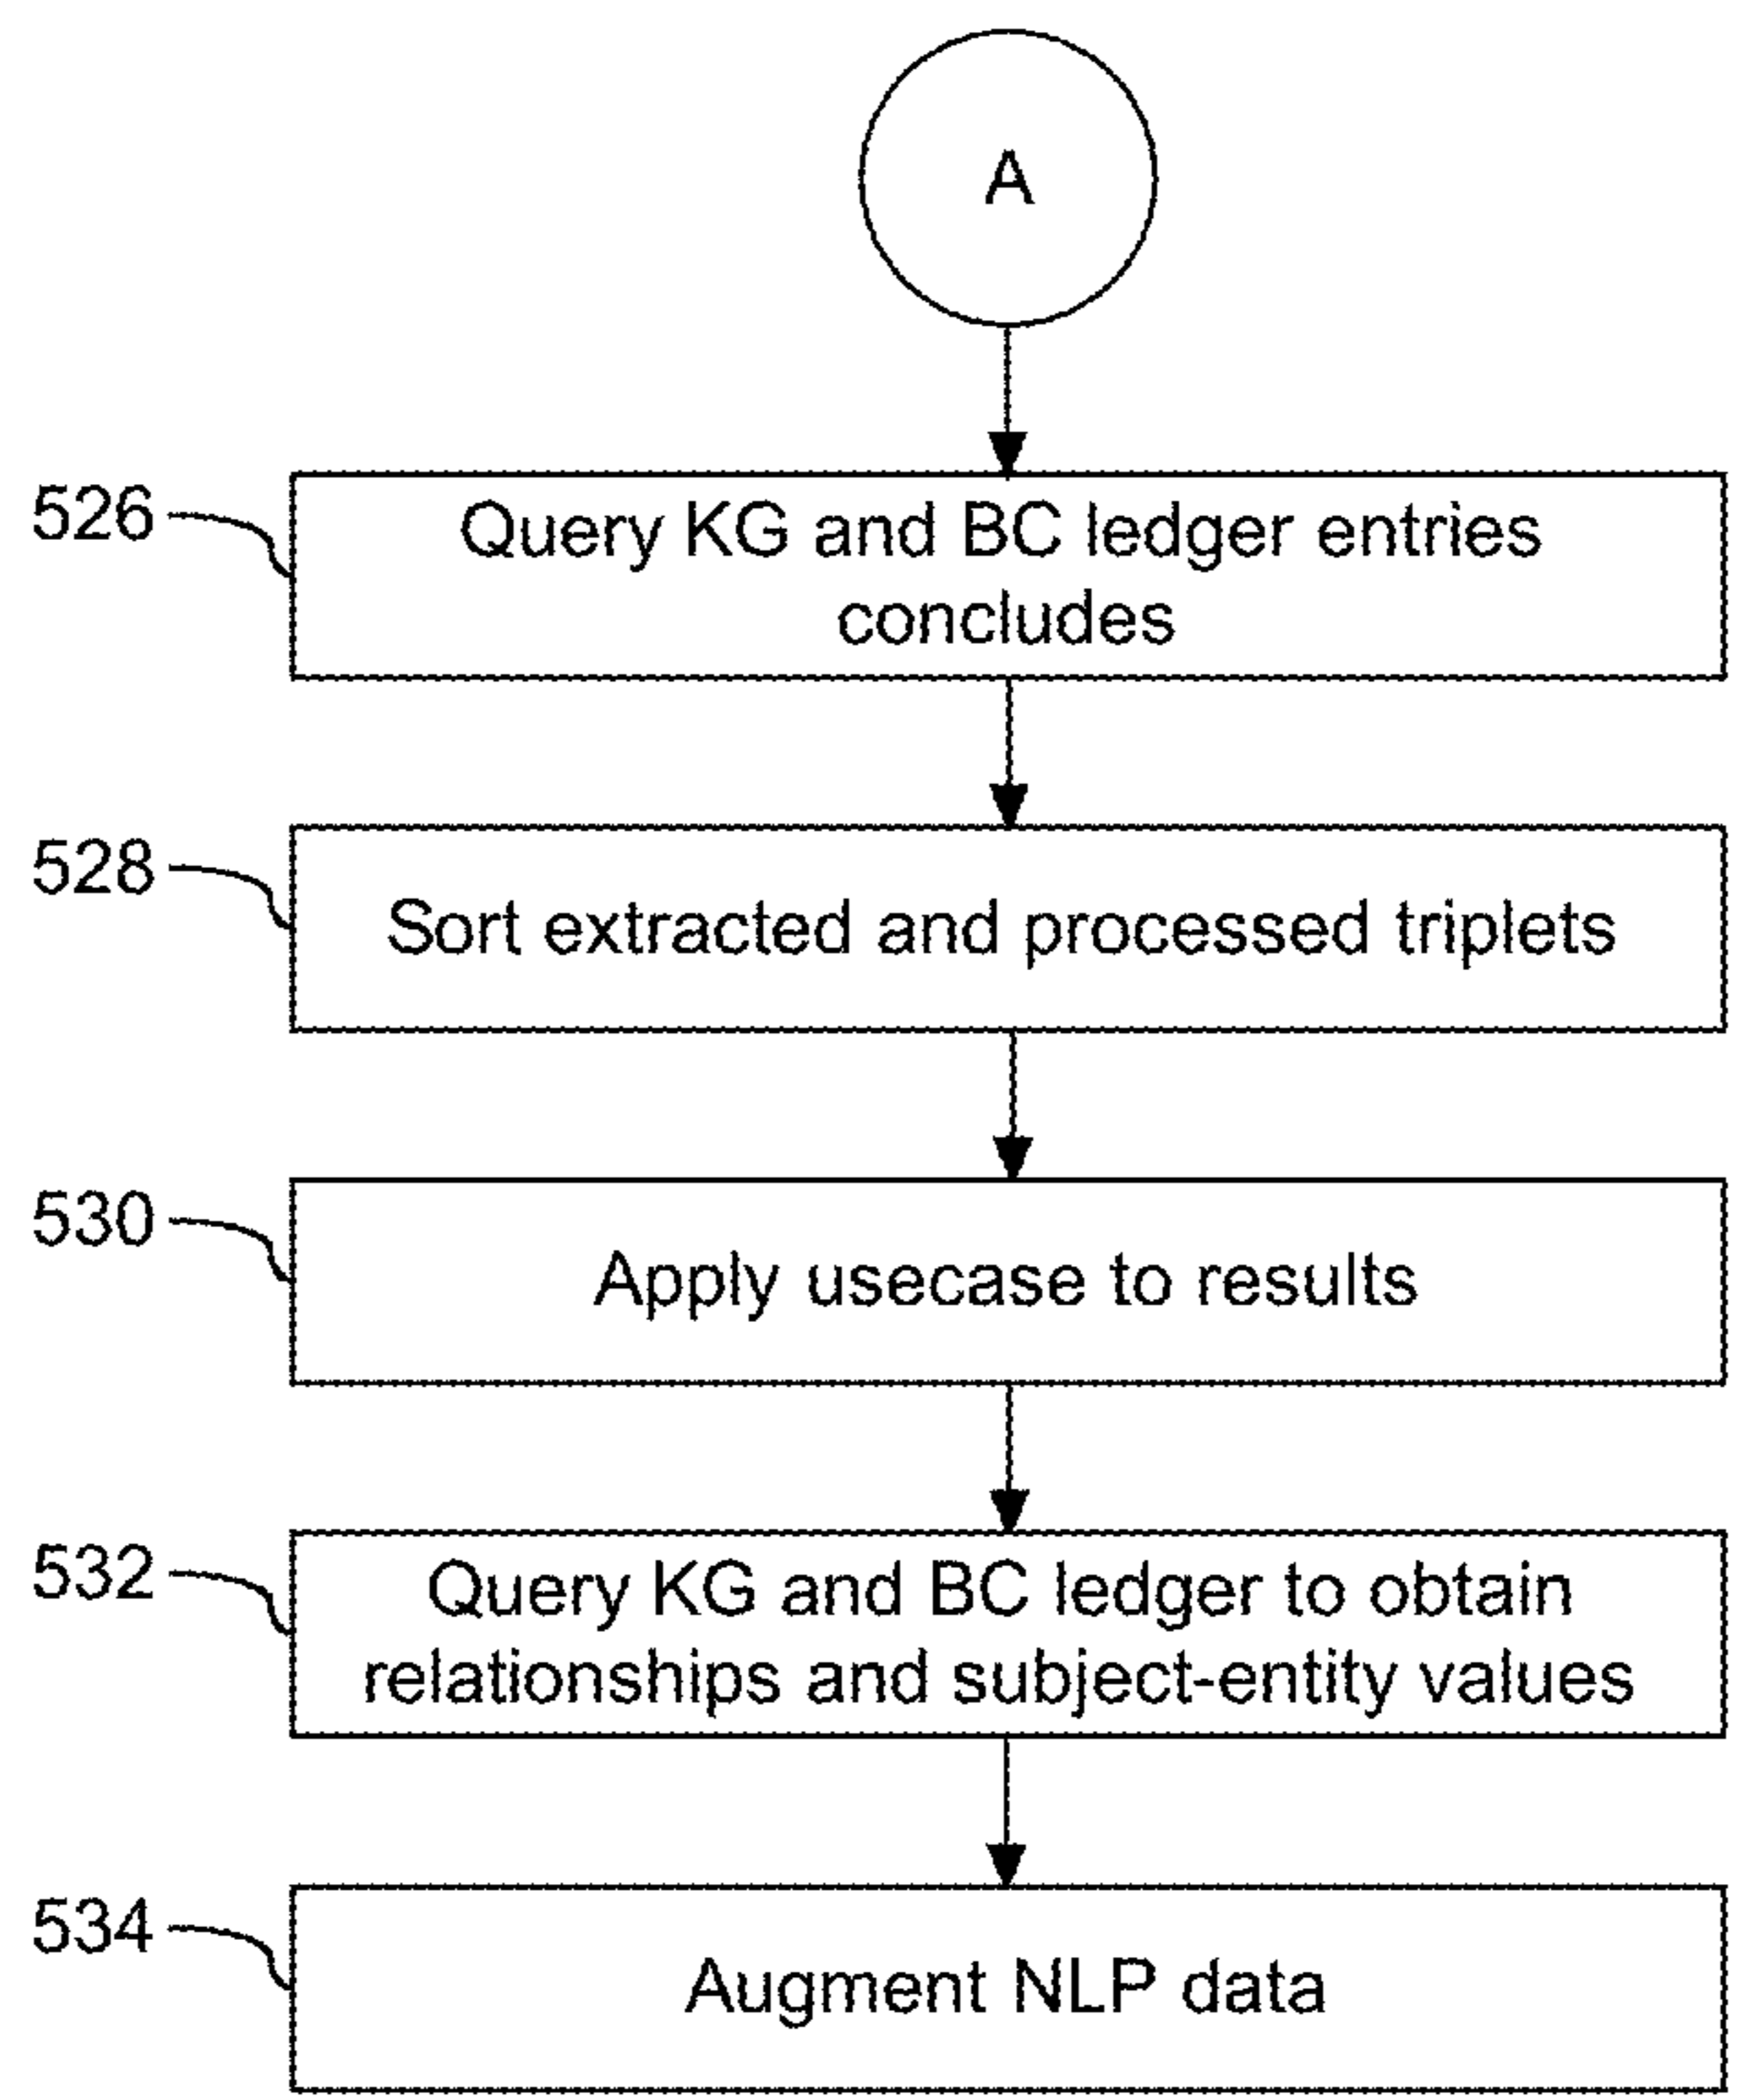 A
526
Query KG and BC ledger entries
concludes
528
Sort extracted and processed triplets
530
Apply usecase to results
532
Query KG and BC ledger to obtain
relationships and subject-entity values
534
Augment NLP data